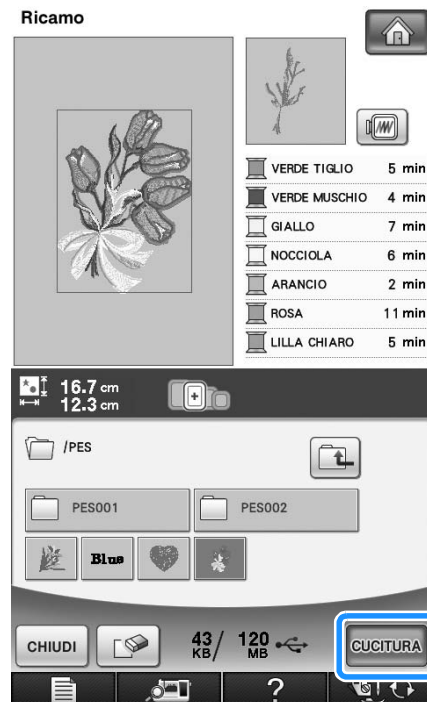 Ricamo
VERDE TIGLIO 5 min
VERDE MUSCHIO 4 min
GIALLO 7 min
NOCCIOLA 6 min
ARANCIO 2 min
ROSA 11 min
LILLA CHIARO 5 min
16.7 cm
12.3 cm
/PES
PES001 PES002
Blue
CHIUDI 43 KB/ 120 MB CUCITURA
?